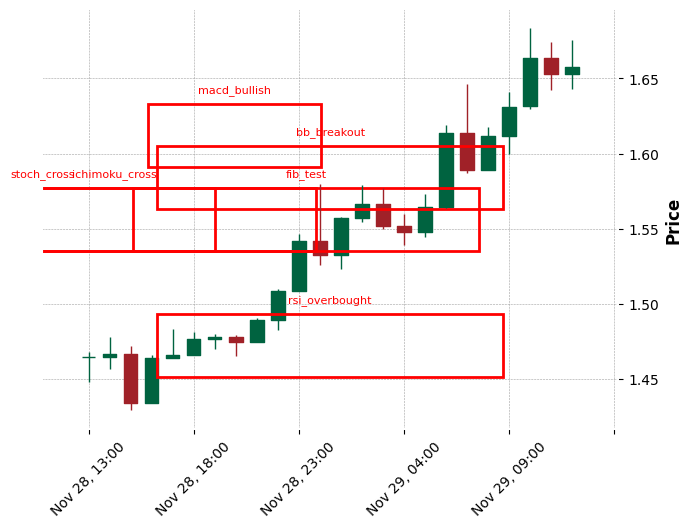 macd_bullish
bb_breakout
stoch_cross
ichimoku_cross
fib_test
rsi_overbought
1.65
1.60
1.55
1.50
1.45
Price
Nov 28, 13:00
Nov 28, 18:00
Nov 28, 23:00
Nov 29, 04:00
Nov 29, 09:00